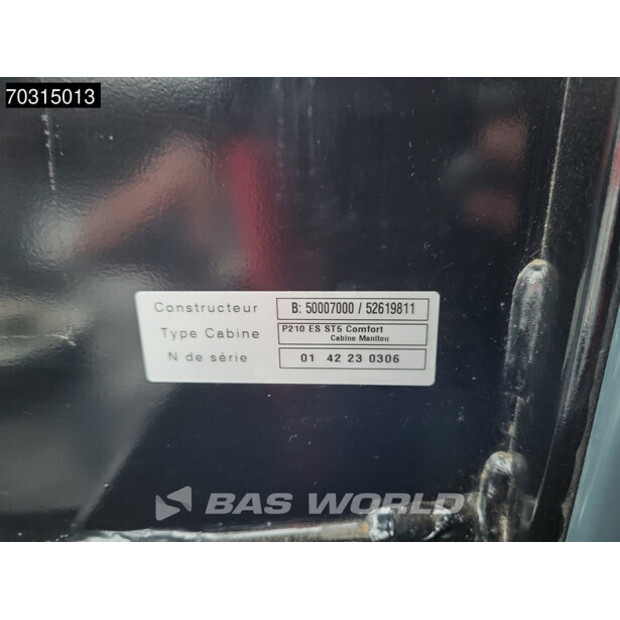 70315013
Constructeur B: 50007000 / 52619811
Type Cabine P210 ES ST5 Comfort
Cabine Manitou
N de série 01 42 23 0306
BAS WORLD